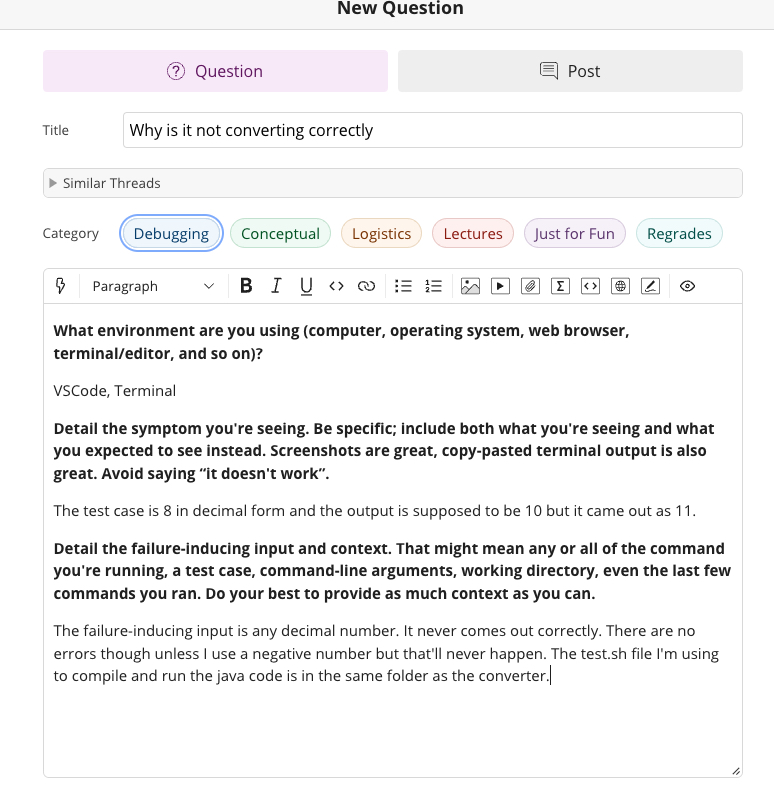 New Question
Question
Post
Title
Why is it not converting correctly
Similar Threads
Category
Debugging
Conceptual
Logistics
Lectures
Just for Fun
Regrades
Paragraph
B I U
What environment are you using (computer, operating system, web browser,
terminal/editor, and so on)?
VSCode, Terminal
Detail the symptom you're seeing. Be specific; include both what you're seeing and what
you expected to see instead. Screenshots are great, copy-pasted terminal output is also
great. Avoid saying “it doesn't work”.
The test case is 8 in decimal form and the output is supposed to be 10 but it came out as 11.
Detail the failure-inducing input and context. That might mean any or all of the command
you're running, a test case, command-line arguments, working directory, even the last few
commands you ran. Do your best to provide as much context as you can.
The failure-inducing input is any decimal number. It never comes out correctly. There are no
errors though unless I use a negative number but that'll never happen. The test.sh file I'm using
to compile and run the java code is in the same folder as the converter.